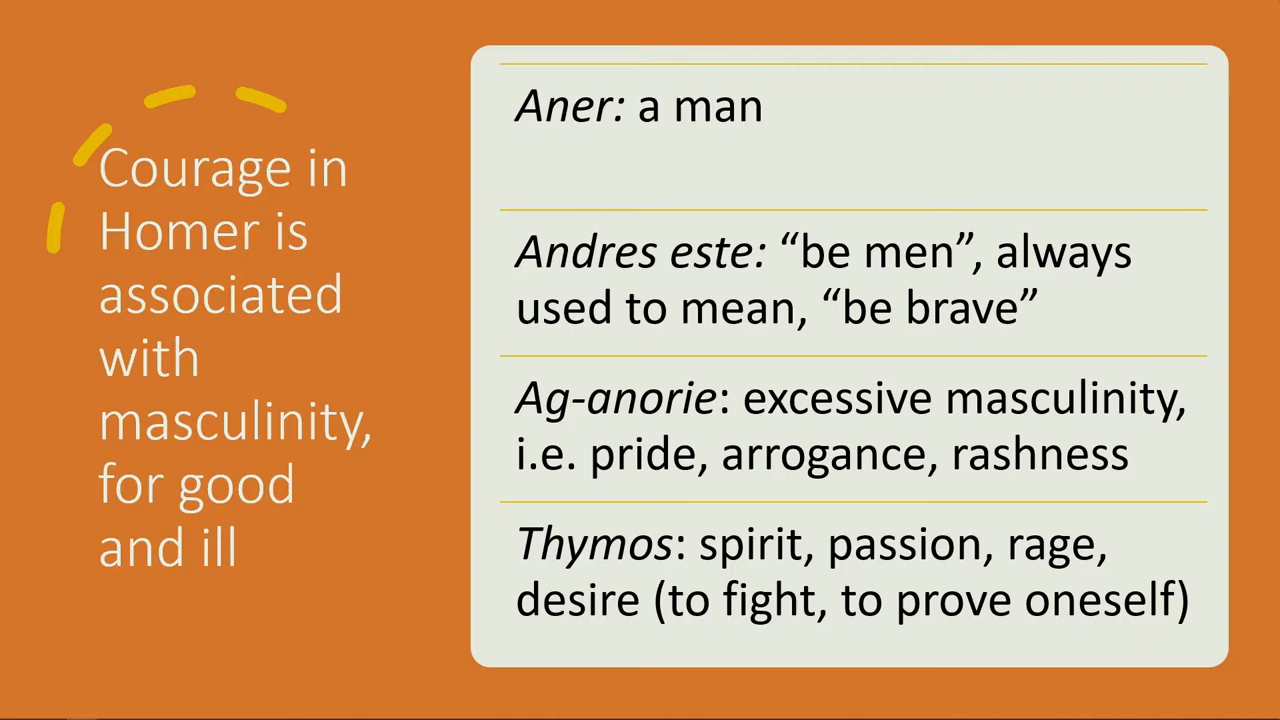 Courage in
Homer is
associated
with
masculinity,
for good
and ill
Aner: a man
Andres este: “be men”, always
used to mean, “be brave”
Ag-anorie: excessive masculinity,
i.e. pride, arrogance, rashness
Thymos: spirit, passion, rage,
desire (to fight, to prove oneself)